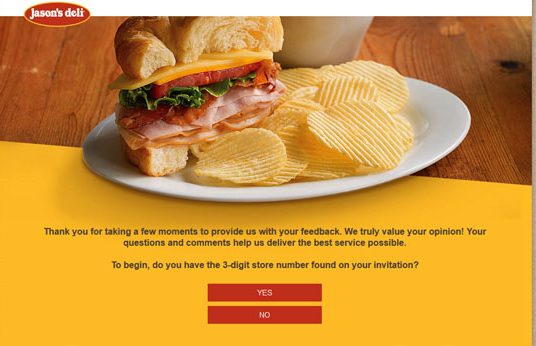 Jason's deli
Thank you for taking a few moments to provide us with your feedback. We truly value your opinion! Your
questions and comments help us deliver the best service possible.
To begin, do you have the 3-digit store number found on your invitation?
YES
NO